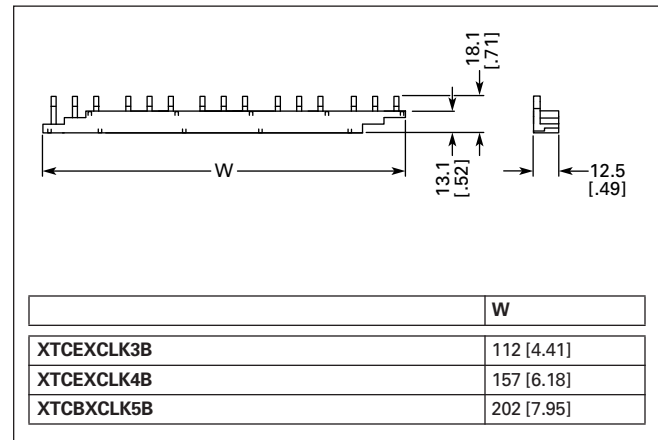 18.1
[.71]
W
13.1
[.52]
12.5
[.49]
W
XTCEXCLK3B 112 [4.41]
XTCEXCLK4B 157 [6.18]
XTCBXCLK5B 202 [7.95]